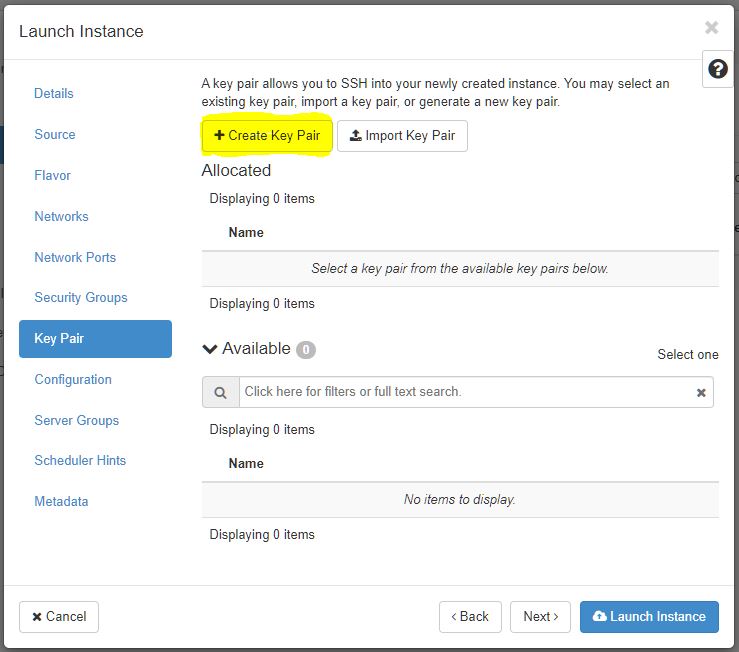 Launch Instance
Details
Source
Flavor
Networks
Network Ports
Security Groups
Key Pair
Configuration
Server Groups
Scheduler Hints
Metadata
A key pair allows you to SSH into your newly created instance. You may select an
existing key pair, import a key pair, or generate a new key pair.
Create Key Pair
Import Key Pair
Allocated
Displaying 0 items
Name
Select a key pair from the available key pairs below.
Displaying 0 items
Available 0
Select one
Click here for filters or full text search.
Displaying 0 items
Name
No items to display.
Displaying 0 items
Cancel
‹ Back
Next ›
Launch Instance